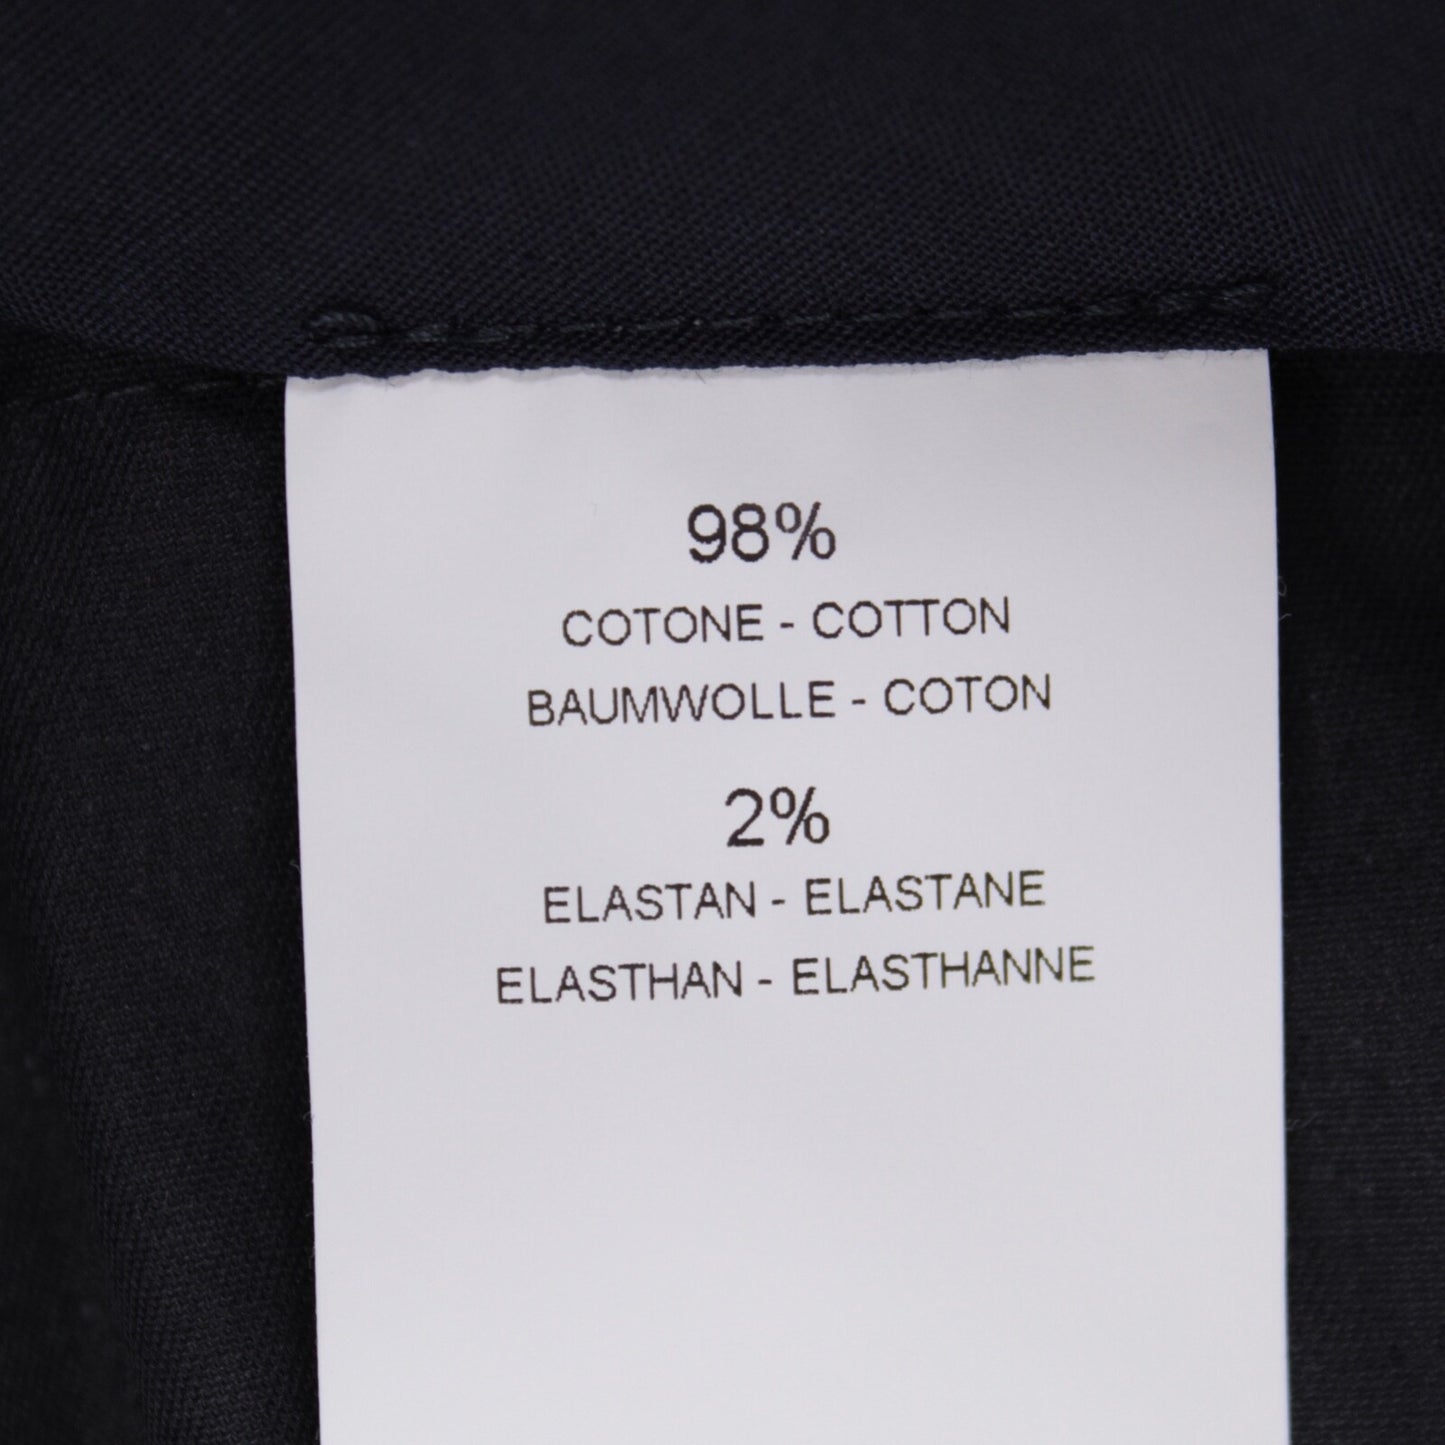 98%
COTONE - COTTON
BAUMWOLLE - COTON
2%
ELASTAN - ELASTANE
ELASTHAN - ELASTHANNE